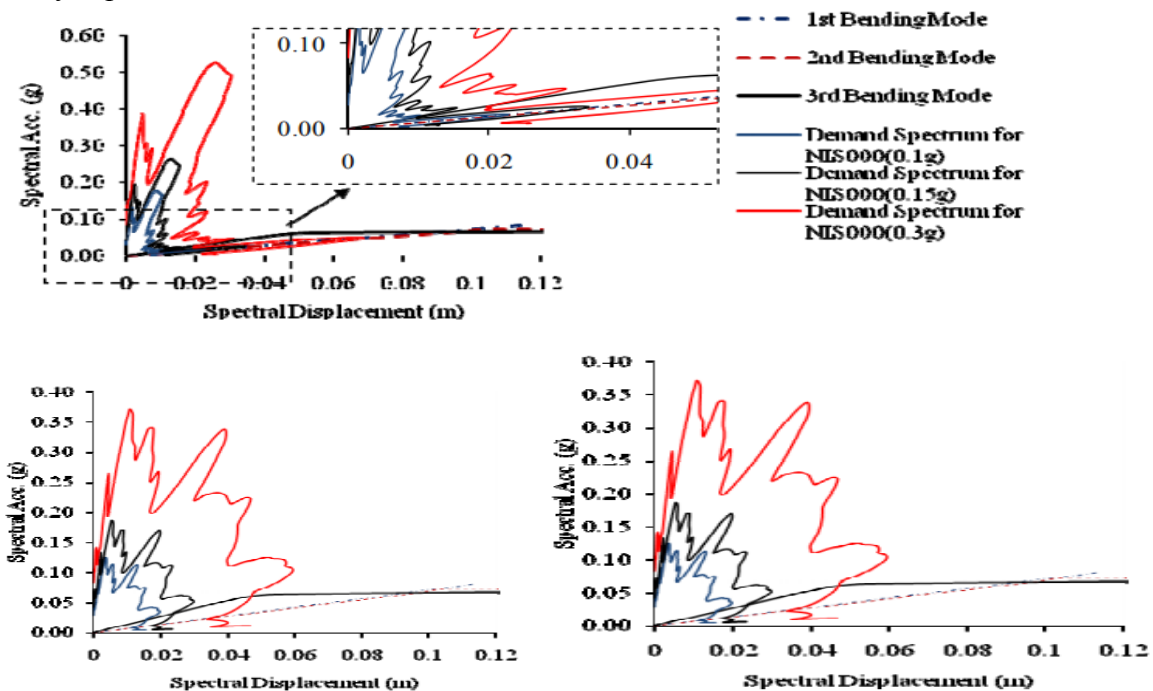 0.60
0.50
0.40
0.30
0.20
0.10
0.00
Spectral Acc. (g)
0 0.02 0.04 0.06 0.08 0.1 0.12
Spectral Displacement (m)
0.10
0.00
0 0.02 0.04
1st Bending Mode
2nd Bending Mode
3rd Bending Mode
Demand Spectrum for
NIS000(0.1g)
Demand Spectrum for
NIS000(0.15g)
Demand Spectrum for
NIS000(0.3g)
0.40
0.35
0.30
0.25
0.20
0.15
0.10
0.05
0.00
Spectral Acc. (g)
0 0.02 0.04 0.06 0.08 0.1 0.12
Spectral Displacement (m)
0.40
0.35
0.30
0.25
0.20
0.15
0.10
0.05
0.00
Spectral Acc. (g)
0 0.02 0.04 0.06 0.08 0.1 0.12
Spectral Displacement (m)